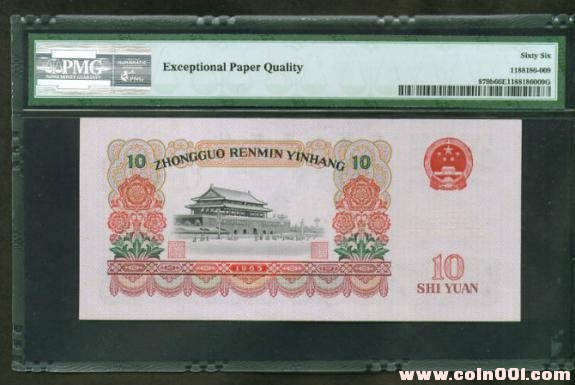 PMG
Exceptional Paper Quality
Sixty Six
1188186-009
879b66E1188186009G
10 ZHONGGUO RENMIN YINHANG 10
1965
10
SHI YUAN
www.coin001.com